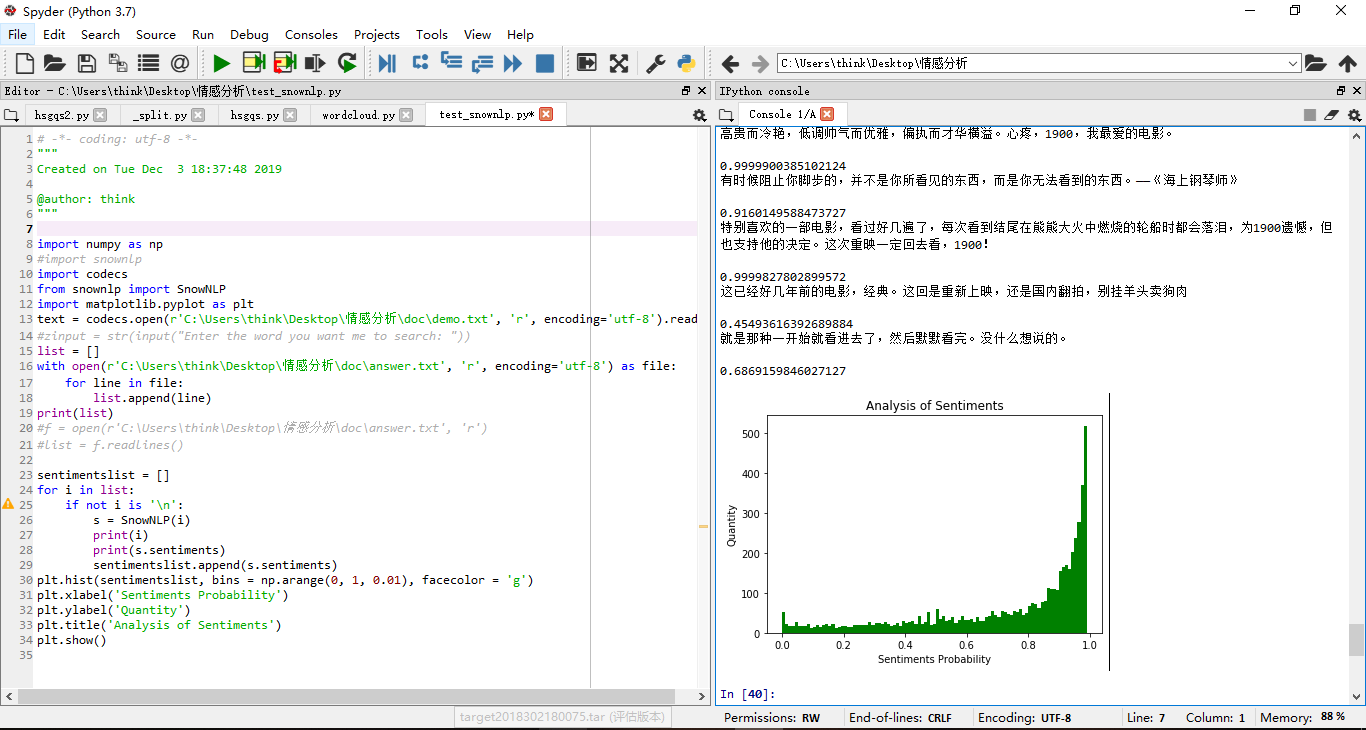 Spyder (Python 3.7)
File Edit Search Source Run Debug Consoles Projects Tools View Help
C:\Users\think\Desktop\情感分析
Editor - C:\Users\think\Desktop\情感分析\test_snownlp.py
hsgqs2.py _split.py hsgqs.py wordcloud.py test_snownlp.py*
1 # -*- coding: utf-8 -*-
2 """
3 Created on Tue Dec  3 18:37:48 2019
4
5 @author: think
6 """
7
8 import numpy as np
9 #import snownlp
10 import codecs
11 from snownlp import SnowNLP
12 import matplotlib.pyplot as plt
13 text = codecs.open(r'C:\Users\think\Desktop\情感分析\doc\demo.txt', 'r', encoding='utf-8').read
14 #zinput = str(input("Enter the word you want me to search: "))
15 list = []
16 with open(r'C:\Users\think\Desktop\情感分析\doc\answer.txt', 'r', encoding='utf-8') as file:
17     for line in file:
18         list.append(line)
19 print(list)
20 #f = open(r'C:\Users\think\Desktop\情感分析\doc\answer.txt', 'r')
21 #list = f.readlines()
22
23 sentimentslist = []
24 for i in list:
25     if not i is '\n':
26         s = SnowNLP(i)
27         print(i)
28         print(s.sentiments)
29         sentimentslist.append(s.sentiments)
30 plt.hist(sentimentslist, bins = np.arange(0, 1, 0.01), facecolor = 'g')
31 plt.xlabel('Sentiments Probability')
32 plt.ylabel('Quantity')
33 plt.title('Analysis of Sentiments')
34 plt.show()
35
IPython console
Console 1/A
高贵而冷艳，低调帅气而优雅，偏执而才华横溢。心疼，1900，我最爱的电影。
0.9999900385102124
有时候阻止你脚步的，并不是你所看见的东西，而是你无法看到的东西。——《海上钢琴师》
0.9160149588473727
特别喜欢的一部电影，看过好几遍了，每次看到结尾在熊熊大火中燃烧的轮船时都会落泪，为1900遗憾，但
也支持他的决定。这次重映一定回去看，1900！
0.9999827802899572
这已经好几年前的电影，经典。这回是重新上映，还是国内翻拍，别挂羊头卖狗肉
0.45493616392689884
就是那种一开始就看进去了，然后默默看完。没什么想说的。
0.6869159846027127
Analysis of Sentiments
500
400
300
200
100
0
Quantity
0.0 0.2 0.4 0.6 0.8 1.0
Sentiments Probability
In [40]:
target2018302180075.tar (评估版本)
Permissions: RW End-of-lines: CRLF Encoding: UTF-8 Line: 7 Column: 1 Memory: 88 %